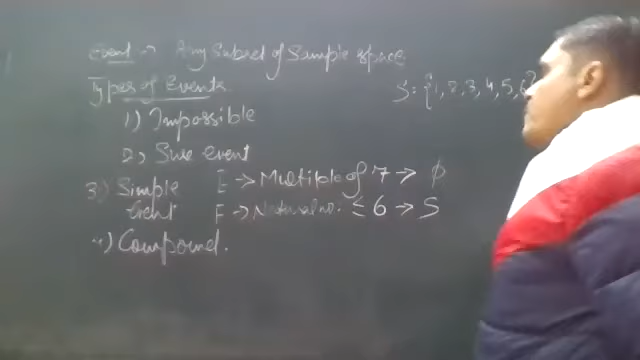 Event → Any Subset of Sample space
Types of Events
S = {1, 2, 3, 4, 5, 6}
1) Impossible
2) Sure event
3) Simple Event
E → Multiple of 7 → ϕ
F → Natural no. ≤ 6 → S
4) Compound.